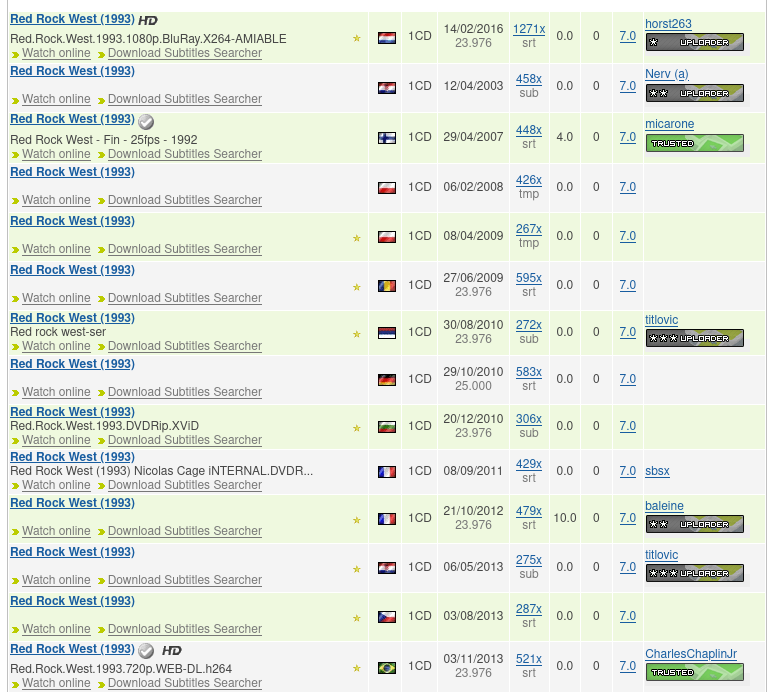 Red Rock West (1993) HD
Red.Rock.West.1993.1080p.BluRay.X264-AMIABLE
Watch online Download Subtitles Searcher
1CD 14/02/2016 23.976 1271x srt 0.0 0 7.0 horst263 UPLOADER
Red Rock West (1993)
Watch online Download Subtitles Searcher
1CD 12/04/2003 458x sub 0.0 0 7.0 Nerv (a) UPLOADER
Red Rock West (1993)
Red Rock West - Fin - 25fps - 1992
Watch online Download Subtitles Searcher
1CD 29/04/2007 448x srt 4.0 0 7.0 micarone TRUSTED
Red Rock West (1993)
Watch online Download Subtitles Searcher
1CD 06/02/2008 426x tmp 0.0 0 7.0
Red Rock West (1993)
Watch online Download Subtitles Searcher
1CD 08/04/2009 267x tmp 0.0 0 7.0
Red Rock West (1993)
Watch online Download Subtitles Searcher
1CD 27/06/2009 23.976 595x srt 0.0 0 7.0
Red Rock West (1993)
Red rock west-ser
Watch online Download Subtitles Searcher
1CD 30/08/2010 23.976 272x sub 0.0 0 7.0 titlovic UPLOADER
Red Rock West (1993)
Watch online Download Subtitles Searcher
1CD 29/10/2010 25.000 583x srt 0.0 0 7.0
Red Rock West (1993)
Red.Rock.West.1993.DVDRip.XViD
Watch online Download Subtitles Searcher
1CD 20/12/2010 23.976 306x sub 0.0 0 7.0
Red Rock West (1993)
Red Rock West (1993) Nicolas Cage iNTERNAL.DVDR...
Watch online Download Subtitles Searcher
1CD 08/09/2011 429x srt 0.0 0 7.0 sbsx
Red Rock West (1993)
Watch online Download Subtitles Searcher
1CD 21/10/2012 23.976 479x srt 10.0 0 7.0 baleine UPLOADER
Red Rock West (1993)
Watch online Download Subtitles Searcher
1CD 06/05/2013 275x sub 0.0 0 7.0 titlovic UPLOADER
Red Rock West (1993)
Watch online Download Subtitles Searcher
1CD 03/08/2013 287x srt 0.0 0 7.0
Red Rock West (1993) HD
Red.Rock.West.1993.720p.WEB-DL.h264
Watch online Download Subtitles Searcher
1CD 03/11/2013 23.976 521x srt 0.0 0 7.0 CharlesChaplinJr TRUSTED